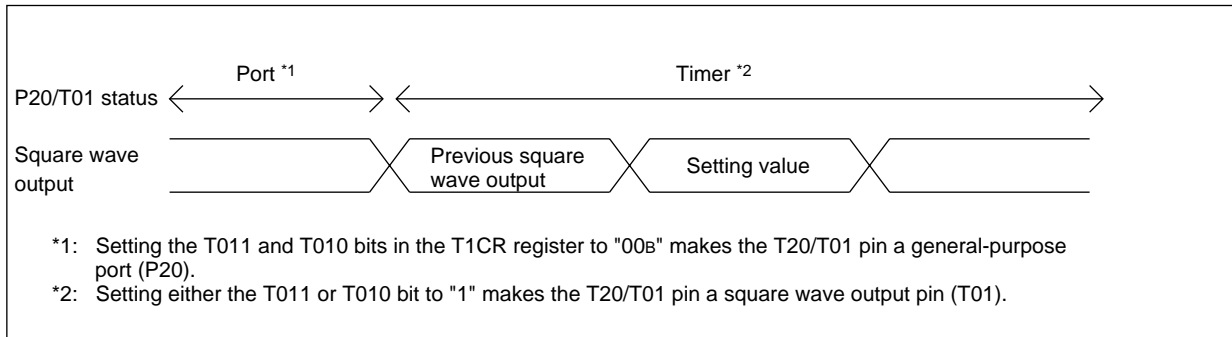 Port *1
Timer *2
P20/T01 status
Square wave
output
Previous square
wave output
Setting value
*1: Setting the T011 and T010 bits in the T1CR register to "00B" makes the T20/T01 pin a general-purpose
port (P20).
*2: Setting either the T011 or T010 bit to "1" makes the T20/T01 pin a square wave output pin (T01).